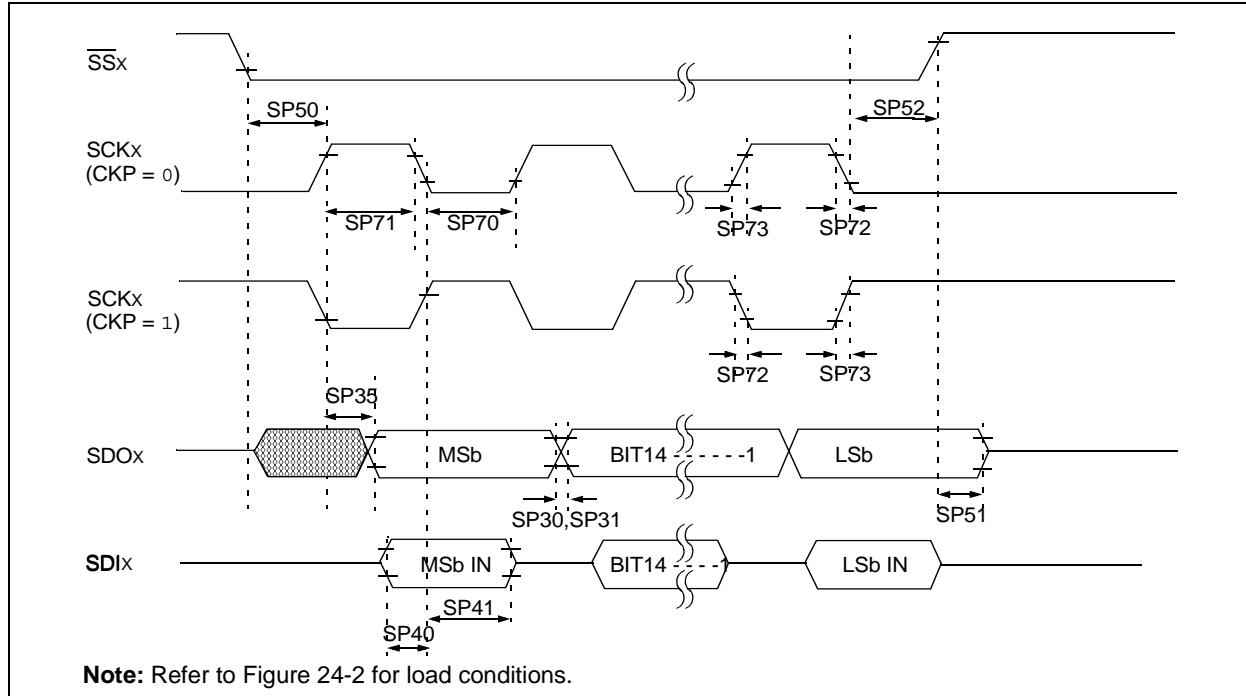 SSx
SP50
SP52
SCKx
(CKP = 0)
SP71
SP70
SP73
SP72
SCKx
(CKP = 1)
SP72
SP73
SP35
SDOx
MSb
BIT14 - - - - - -1
LSb
SP30,SP31
SP51
SDIx
MSb IN
BIT14 - - - - 1
LSb IN
SP41
SP40
Note: Refer to Figure 24-2 for load conditions.